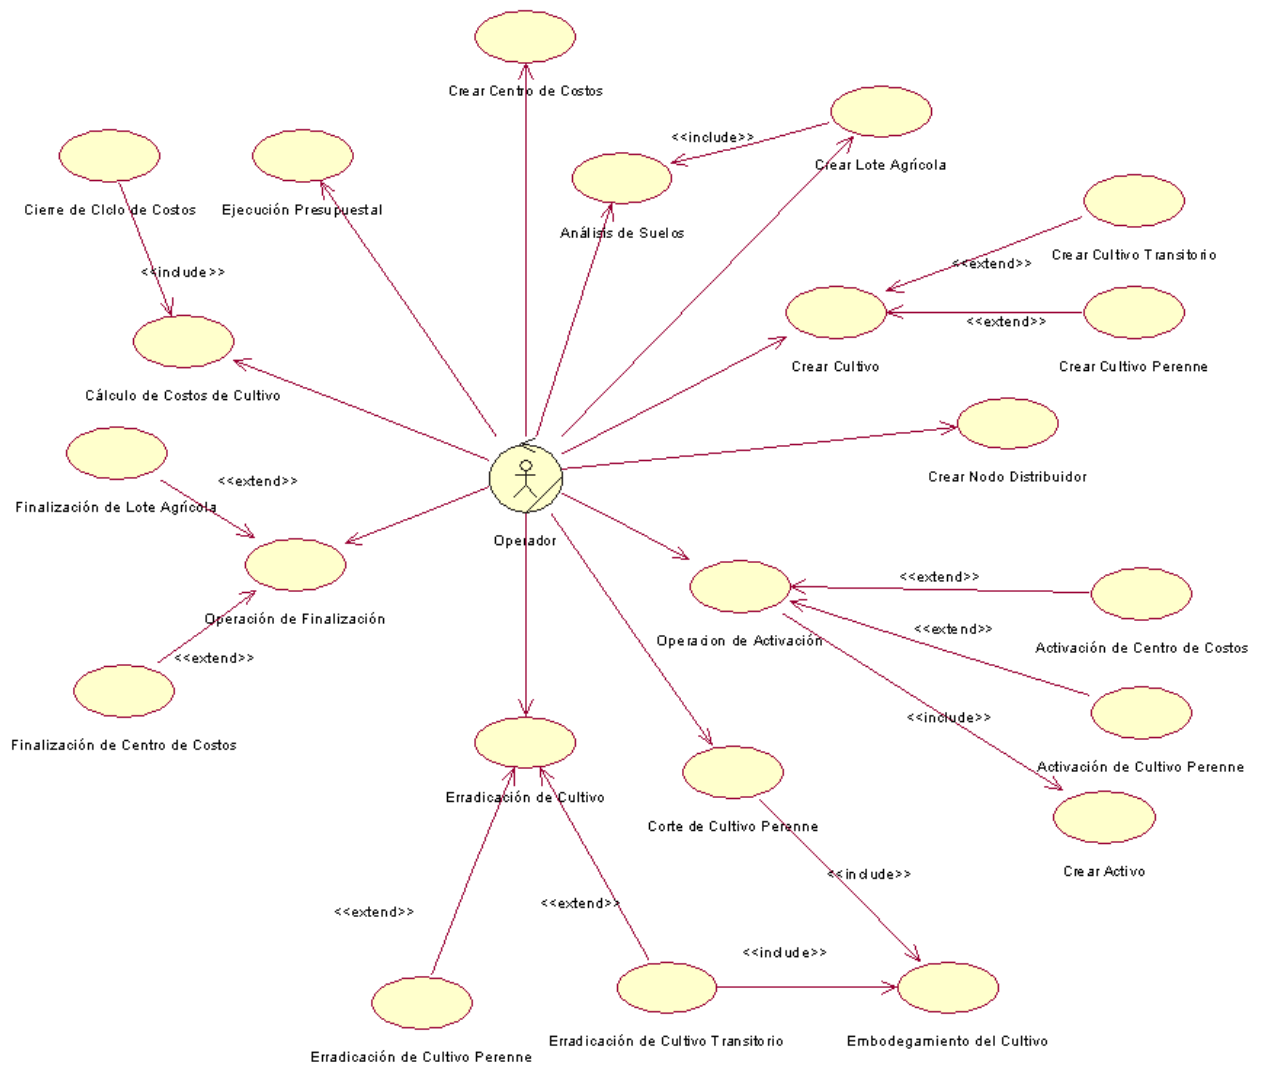 Crear Centro de Costos
<<include>>
Crear Lote Agrícola
Cierre de CIclo de Costos
Ejecución Presupuestal
Análisis de Suelos
Crear Cultivo Transitorio
<<extend>>
<<include>>
<<extend>>
Crear Cultivo
Crear Cultivo Perenne
Cálculo de Costos de Cultivo
Crear Nodo Distribuidor
<<extend>>
Finalización de Lote Agrícola
Operador
<<extend>>
Operación de Finalización
<<extend>>
Operacion de Activación
Activación de Centro de Costos
<<extend>>
<<include>>
Finalización de Centro de Costos
Activación de Cultivo Perenne
Erradicación de Cultivo
Corte de Cultivo Perenne
Crear Activo
<<include>>
<<extend>>
<<extend>>
<<include>>
Erradicación de Cultivo Perenne
Erradicación de Cultivo Transitorio
Embodegamiento del Cultivo